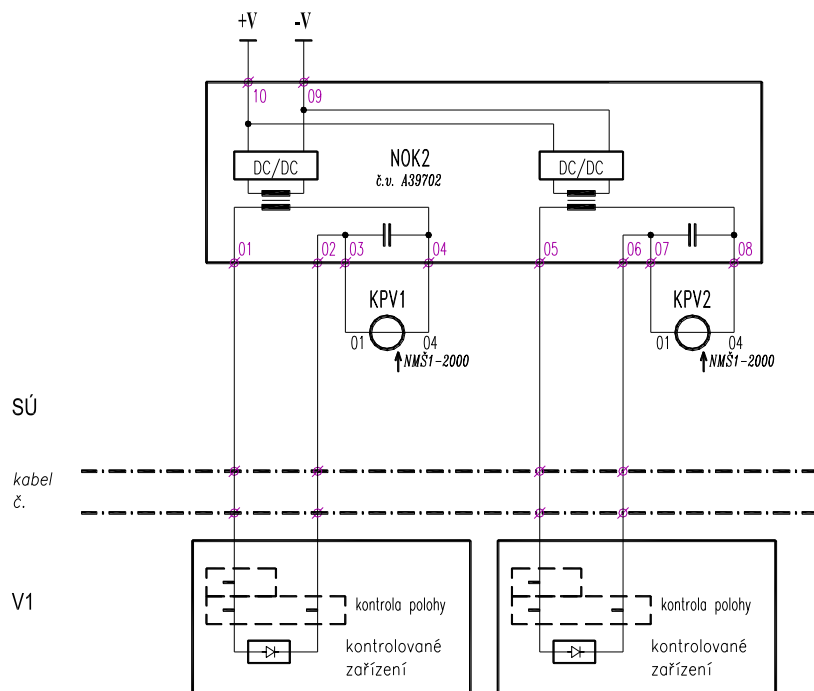 +V -V
10 09
DC/DC NOK2 DC/DC
č.v. A39702
01 02 03 04 05 06 07 08
KPV1 KPV2
01 04 01 04
NMŠ1-2000 NMŠ1-2000
SÚ
kabel
č.
V1
kontrola polohy kontrola polohy
kontrolované kontrolované
zařízení zařízení